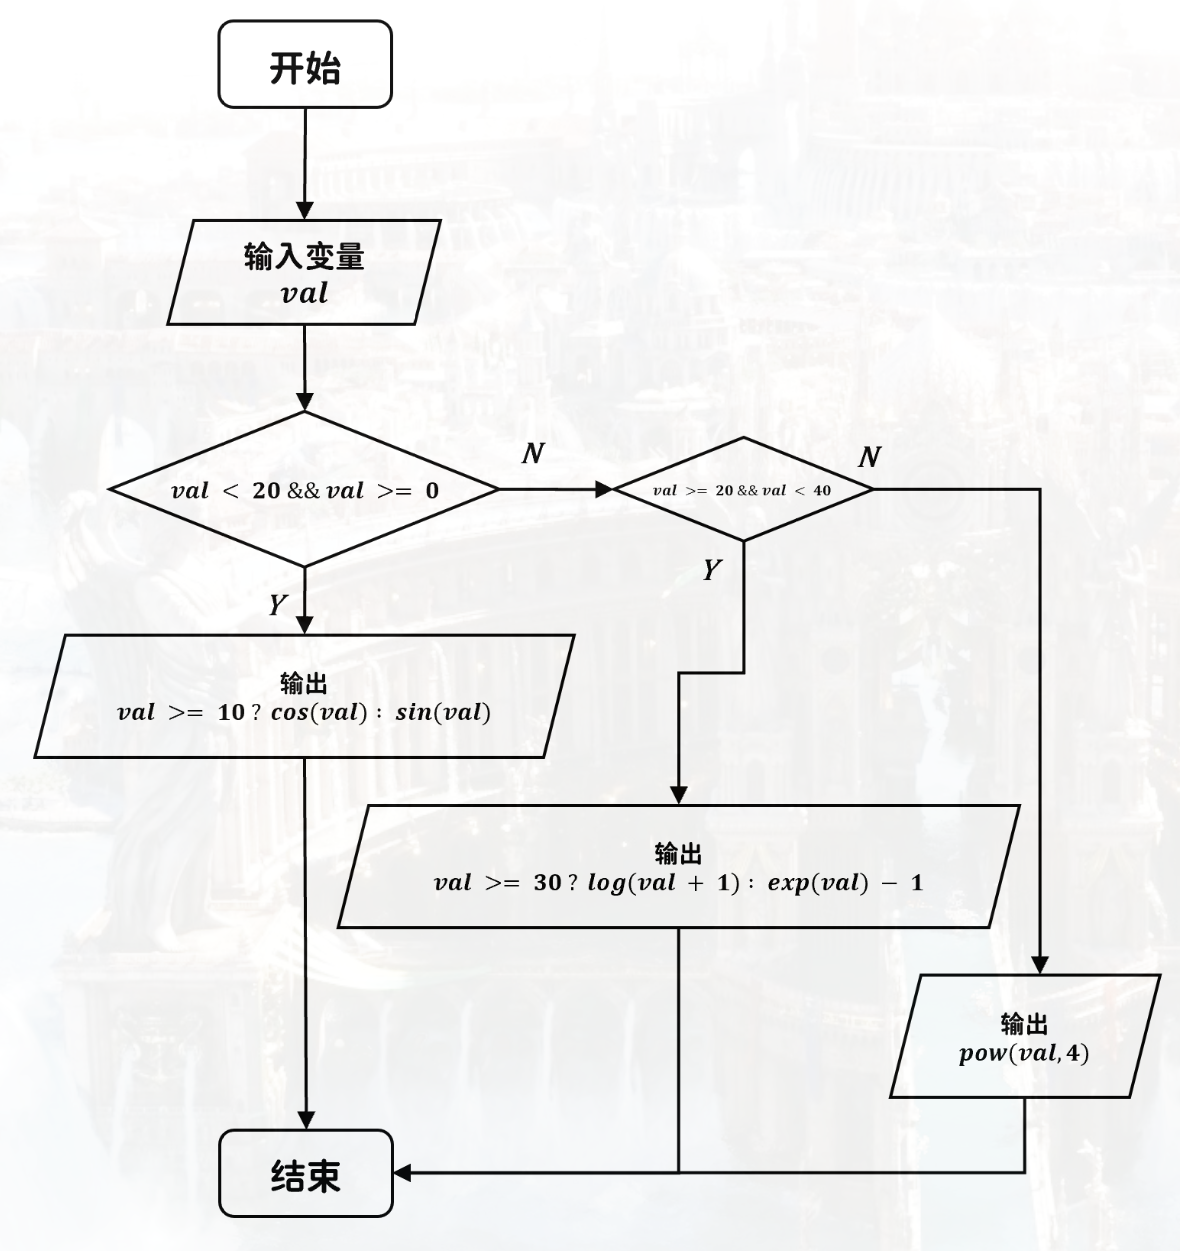 开始
输入变量
val
val < 20 && val >= 0
N
val >= 20 && val < 40
N
Y
Y
输出
val >= 10 ? cos(val) : sin(val)
输出
val >= 30 ? log(val + 1) : exp(val) − 1
输出
pow(val, 4)
结束